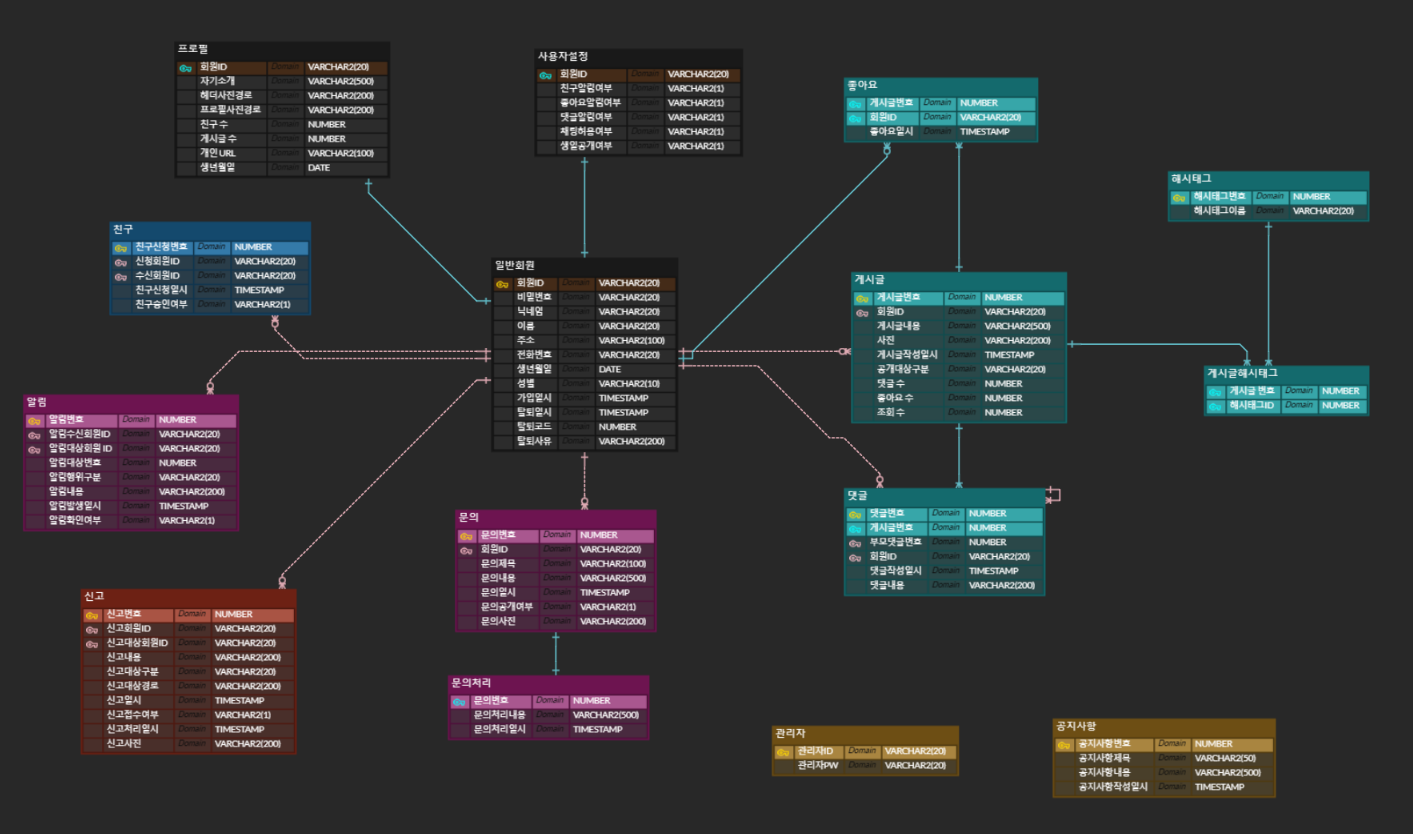 프로필
회원ID Domain VARCHAR2(20)
자기소개 Domain VARCHAR2(500)
헤더사진경로 Domain VARCHAR2(200)
프로필사진경로 Domain VARCHAR2(200)
친구 수 Domain NUMBER
게시글 수 Domain NUMBER
개인 URL Domain VARCHAR2(100)
생년월일 Domain DATE
사용자설정
회원ID Domain VARCHAR2(20)
친구알림여부 Domain VARCHAR2(1)
좋아요알림여부 Domain VARCHAR2(1)
댓글알림여부 Domain VARCHAR2(1)
채팅허용여부 Domain VARCHAR2(1)
생일공개여부 Domain VARCHAR2(1)
좋아요
게시글번호 Domain NUMBER
회원ID Domain VARCHAR2(20)
좋아요일시 Domain TIMESTAMP
해시태그
해시태그번호 Domain NUMBER
해시태그이름 Domain VARCHAR2(20)
친구
친구신청번호 Domain NUMBER
신청회원ID Domain VARCHAR2(20)
수신회원ID Domain VARCHAR2(20)
친구신청일시 Domain TIMESTAMP
친구승인여부 Domain VARCHAR2(1)
일반회원
회원ID Domain VARCHAR2(20)
비밀번호 Domain VARCHAR2(20)
닉네임 Domain VARCHAR2(20)
이름 Domain VARCHAR2(20)
주소 Domain VARCHAR2(100)
전화번호 Domain VARCHAR2(20)
생년월일 Domain DATE
성별 Domain VARCHAR2(10)
가입일시 Domain TIMESTAMP
탈퇴일시 Domain TIMESTAMP
탈퇴코드 Domain NUMBER
탈퇴사유 Domain VARCHAR2(200)
게시글
게시글번호 Domain NUMBER
회원ID Domain VARCHAR2(20)
게시글내용 Domain VARCHAR2(500)
사진 Domain VARCHAR2(200)
게시글작성일시 Domain TIMESTAMP
공개대상구분 Domain VARCHAR2(20)
댓글 수 Domain NUMBER
좋아요 수 Domain NUMBER
조회 수 Domain NUMBER
게시글해시태그
게시글 번호 Domain NUMBER
해시태그ID Domain NUMBER
알림
알림번호 Domain NUMBER
알림수신회원ID Domain VARCHAR2(20)
알림대상회원 ID Domain VARCHAR2(20)
알림대상번호 Domain NUMBER
알림행위구분 Domain VARCHAR2(20)
알림내용 Domain VARCHAR2(200)
알림발생일시 Domain TIMESTAMP
알림확인여부 Domain VARCHAR2(1)
댓글
댓글번호 Domain NUMBER
게시글번호 Domain NUMBER
부모댓글번호 Domain NUMBER
회원ID Domain VARCHAR2(20)
댓글작성일시 Domain TIMESTAMP
댓글내용 Domain VARCHAR2(200)
문의
문의번호 Domain NUMBER
회원ID Domain VARCHAR2(20)
문의제목 Domain VARCHAR2(100)
문의내용 Domain VARCHAR2(500)
문의일시 Domain TIMESTAMP
문의공개여부 Domain VARCHAR2(1)
문의사진 Domain VARCHAR2(200)
신고
신고번호 Domain NUMBER
신고회원ID Domain VARCHAR2(20)
신고대상회원ID Domain VARCHAR2(20)
신고내용 Domain VARCHAR2(200)
신고대상구분 Domain VARCHAR2(20)
신고대상경로 Domain VARCHAR2(200)
신고일시 Domain TIMESTAMP
신고접수여부 Domain VARCHAR2(1)
신고처리일시 Domain TIMESTAMP
신고사진 Domain VARCHAR2(200)
문의처리
문의번호 Domain NUMBER
문의처리내용 Domain VARCHAR2(500)
문의처리일시 Domain TIMESTAMP
관리자
관리자ID Domain VARCHAR2(20)
관리자PW Domain VARCHAR2(20)
공지사항
공지사항번호 Domain NUMBER
공지사항제목 Domain VARCHAR2(50)
공지사항내용 Domain VARCHAR2(500)
공지사항작성일시 Domain TIMESTAMP